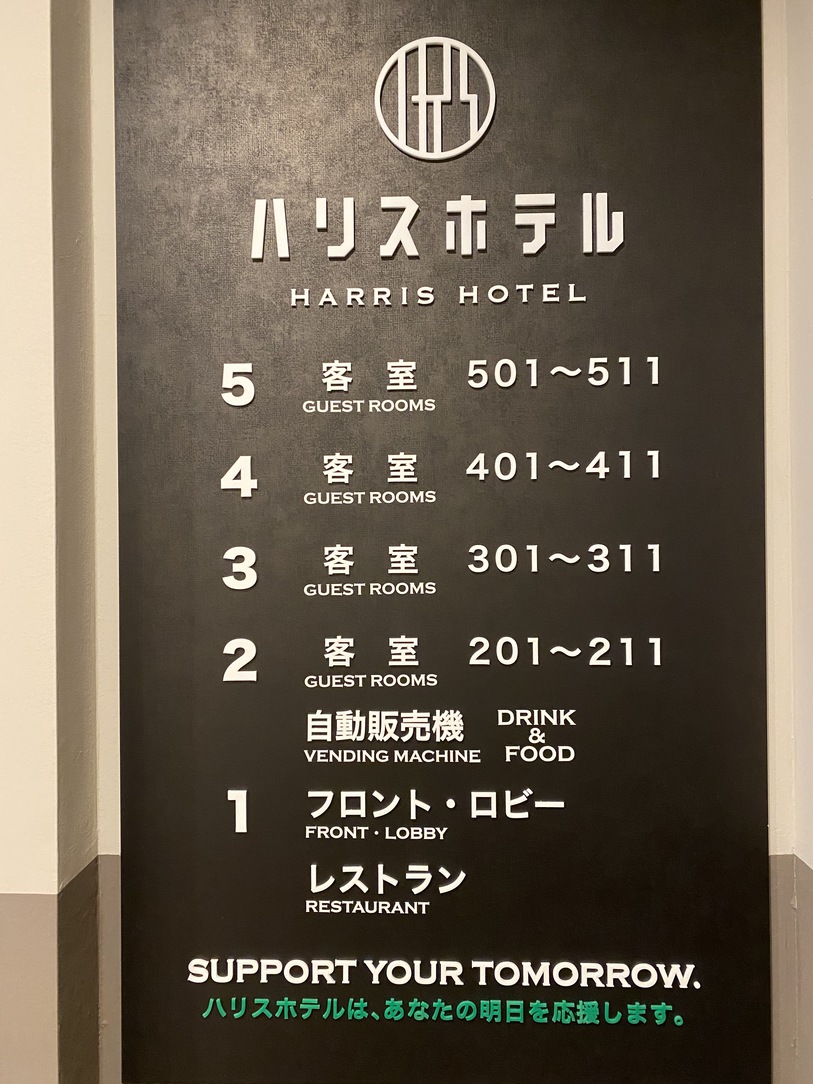 ハリスホテル
HARRIS HOTEL
5 客 室 501～511
GUEST ROOMS
4 客 室 401～411
GUEST ROOMS
3 客 室 301～311
GUEST ROOMS
2 客 室 201～211
GUEST ROOMS
自動販売機 DRINK
&
VENDING MACHINE FOOD
1 フロント・ロビー
FRONT・LOBBY
レストラン
RESTAURANT
SUPPORT YOUR TOMORROW.
ハリスホテルは、あなたの明日を応援します。